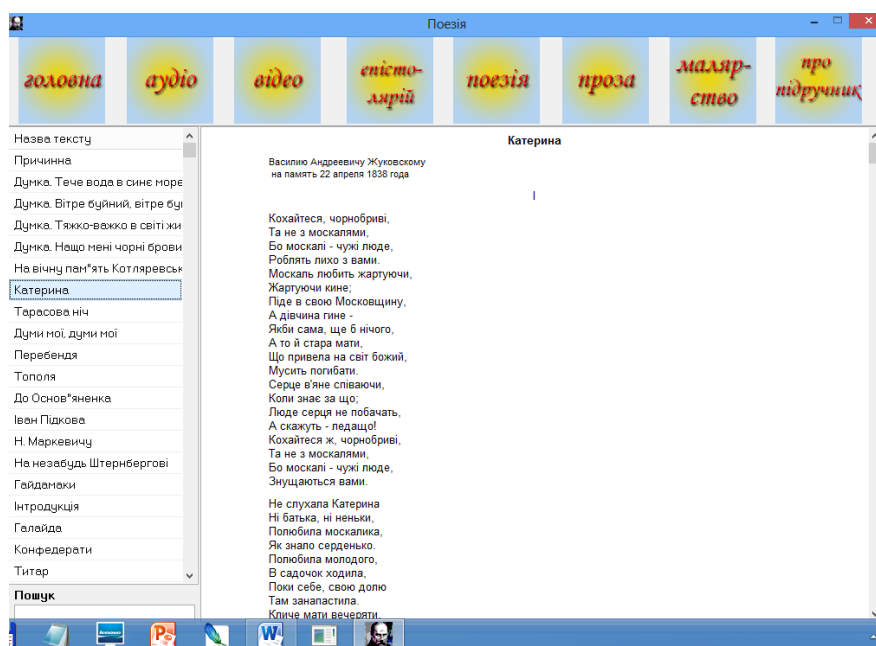 Поезія
головна
аудіо
відео
епісто-
лярій
поезія
проза
маляр-
ство
про
підручник
Назва тексту
Причинна
Думка. Тече вода в синє море
Думка. Вітре буйний, вітре бу
Думка. Тяжко-важко в світі жи
Думка. Нащо мені чорні брови
На вічну пам"ять Котляревськ
Катерина
Тарасова ніч
Думи мої, думи мої
Перебендя
Тополя
До Основ"яненка
Іван Підкова
Н. Маркевичу
На незабудь Штернбергові
Гайдамаки
Інтродукція
Галайда
Конфедерати
Титар
Пошук
Катерина
Василию Андреевичу Жуковскому
на память 22 апреля 1838 года
І
Кохайтеся, чорнобриві,
Та не з москалями,
Бо москалі - чужі люде,
Роблять лихо з вами.
Москаль любить жартуючи,
Жартуючи кине;
Піде в свою Московщину,
А дівчина гине -
Якби сама, ще б нічого,
А то й стара мати,
Що привела на світ божий,
Мусить погибати.
Серце в'яне співаючи,
Коли знає за що;
Люде серця не побачать,
А скажуть - ледащо!
Кохайтеся ж, чорнобриві,
Та не з москалями,
Бо москалі - чужі люде,
Знущаються вами.
Не слухала Катерина
Ні батька, ні неньки,
Полюбила москалика,
Як знало серденько.
Полюбила молодого,
В садочок ходила,
Поки себе, свою долю
Там занапастила.
Кличе мати вечеряти,